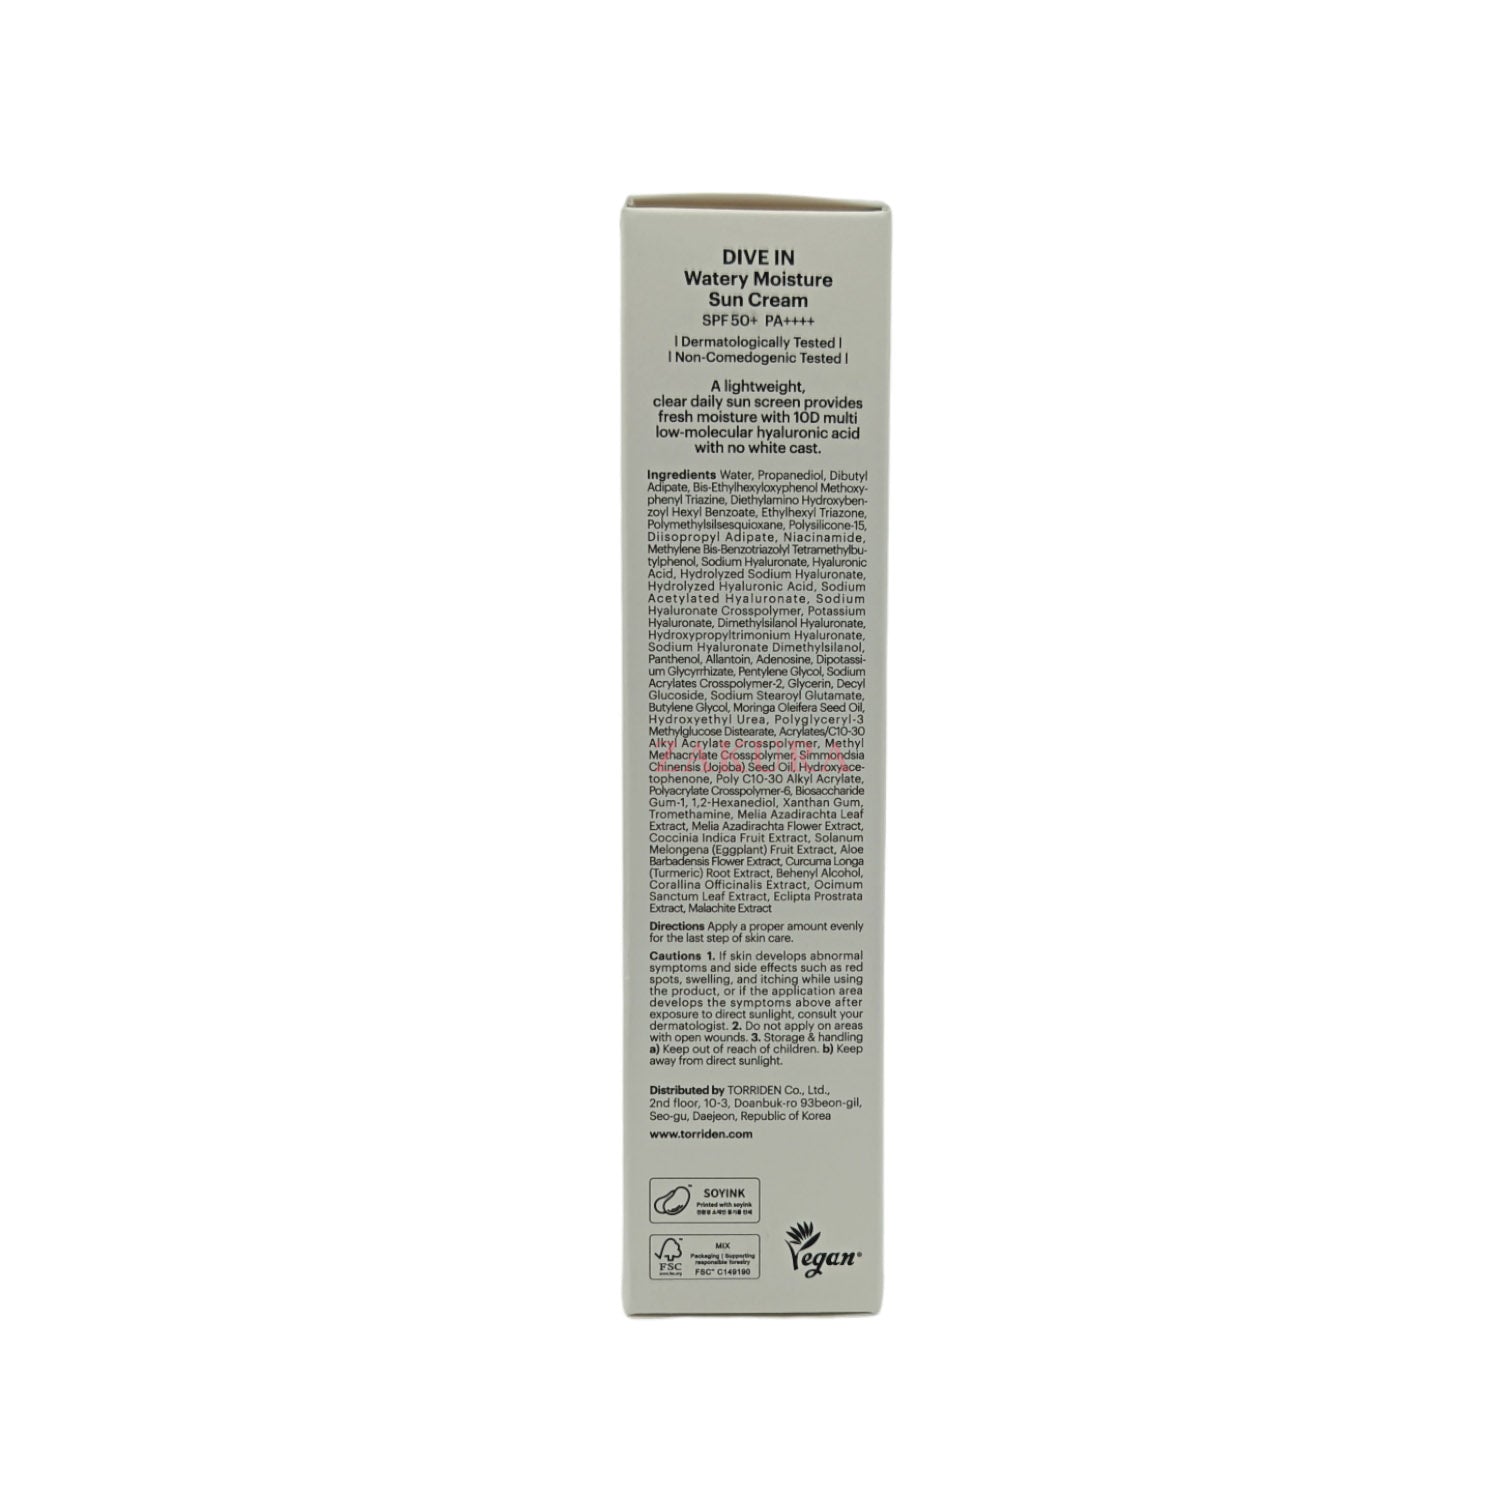 DIVE IN
Watery Moisture
Sun Cream
SPF 50+ PA++++
| Dermatologically Tested |
| Non-Comedogenic Tested |
A lightweight,
clear daily sun screen provides
fresh moisture with 10D multi
low-molecular hyaluronic acid
with no white cast.
Ingredients Water, Propanediol, Dibutyl
Adipate, Bis-Ethylhexyloxyphenol Methoxy-
phenyl Triazine, Diethylamino Hydroxyben-
zoyl Hexyl Benzoate, Ethylhexyl Triazone,
Polymethylsilsesquioxane, Polysilicone-15,
Diisopropyl Adipate, Niacinamide,
Methylene Bis-Benzotriazolyl Tetramethylbu-
tylphenol, Sodium Hyaluronate, Hyaluronic
Acid, Hydrolyzed Sodium Hyaluronate,
Hydrolyzed Hyaluronic Acid, Sodium
Acetylated Hyaluronate, Sodium
Hyaluronate Crosspolymer, Potassium
Hyaluronate, Dimethylsilanol Hyaluronate,
Hydroxypropyltrimonium Hyaluronate,
Sodium Hyaluronate Dimethylsilanol,
Panthenol, Allantoin, Adenosine, Dipotassi-
um Glycyrrhizate, Pentylene Glycol, Sodium
Acrylates Crosspolymer-2, Glycerin, Decyl
Glucoside, Sodium Stearoyl Glutamate,
Butylene Glycol, Moringa Oleifera Seed Oil,
Hydroxyethyl Urea, Polyglyceryl-3
Methylglucose Distearate, Acrylates/C10-30
Alkyl Acrylate Crosspolymer, Methyl
Methacrylate Crosspolymer, Simmondsia
Chinensis (Jojoba) Seed Oil, Hydroxyace-
tophenone, Poly C10-30 Alkyl Acrylate,
Polyacrylate Crosspolymer-6, Biosaccharide
Gum-1, 1,2-Hexanediol, Xanthan Gum,
Tromethamine, Melia Azadirachta Leaf
Extract, Melia Azadirachta Flower Extract,
Coccinia Indica Fruit Extract, Solanum
Melongena (Eggplant) Fruit Extract, Aloe
Barbadensis Flower Extract, Curcuma Longa
(Turmeric) Root Extract, Behenyl Alcohol,
Corallina Officinalis Extract, Ocimum
Sanctum Leaf Extract, Eclipta Prostrata
Extract, Malachite Extract
Directions Apply a proper amount evenly
for the last step of skin care.
Cautions 1. If skin develops abnormal
symptoms and side effects such as red
spots, swelling, and itching while using
the product, or if the application area
develops the symptoms above after
exposure to direct sunlight, consult your
dermatologist. 2. Do not apply on areas
with open wounds. 3. Storage & handling
a) Keep out of reach of children. b) Keep
away from direct sunlight.
Distributed by TORRIDEN Co., Ltd.,
2nd floor, 10-3, Doanbuk-ro 93beon-gil,
Seo-gu, Daejeon, Republic of Korea
www.torriden.com
SOYINK
Printed with soyink
FSC
MIX
Packaging | Supporting
responsible forestry
FSC™ C149190
Vegan®